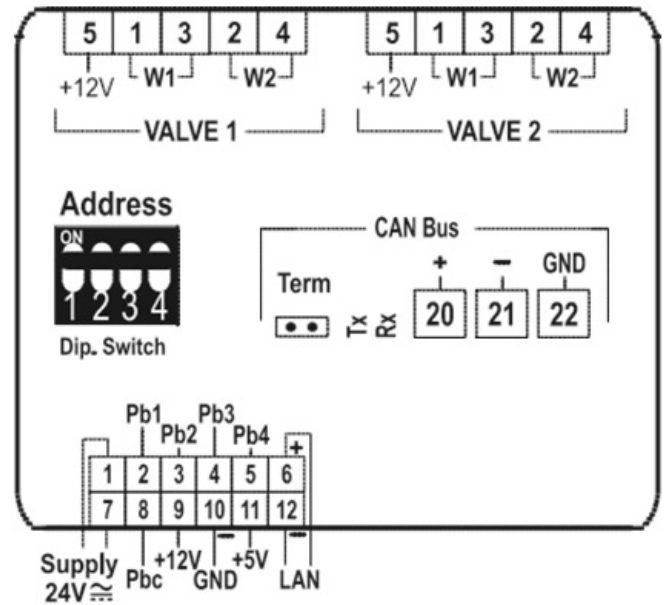 5 1 3 2 4 5 1 3 2 4
+12V W1 W2 +12V W1 W2
VALVE 1 VALVE 2
Address
ON
1 2 3 4
Dip. Switch
CAN Bus
+ − GND
Term
Tx Rx 20 21 22
Pb1 Pb3
Pb2 Pb4
+
1 2 3 4 5 6
7 8 9 10 11 12
− −
Supply Pbc +12V GND +5V LAN
24V ≂